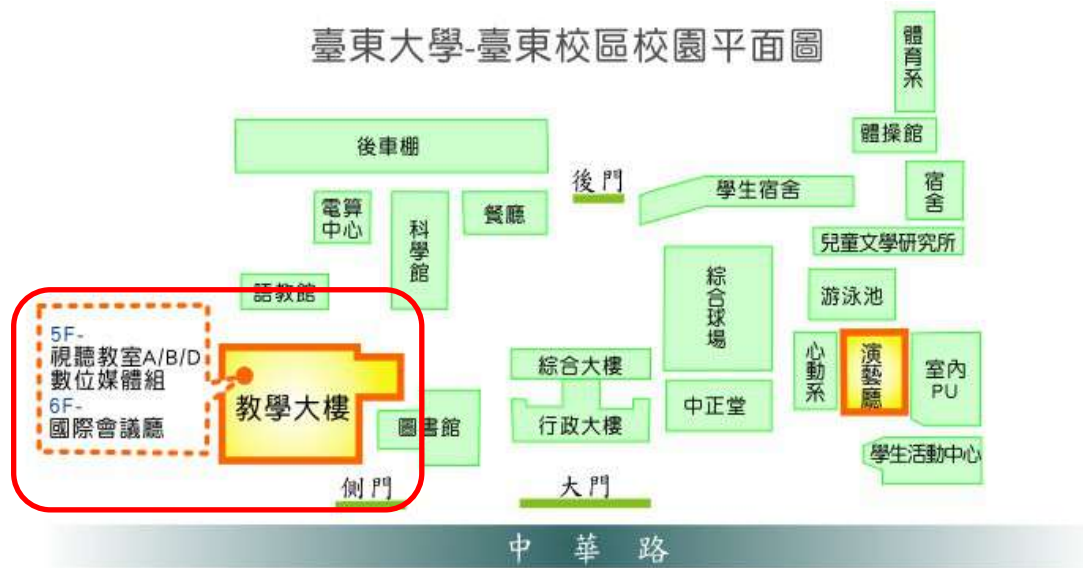 臺東大學-臺東校區校園平面圖
體育系
體操館
後車棚
後門
學生宿舍
宿舍
電算
中心
科學館
餐廳
兒童文學研究所
語教館
綜合球場
游泳池
5F-
視聽教室A/B/D
數位媒體組
6F-
國際會議廳
教學大樓
圖書館
綜合大樓
行政大樓
中正堂
心動系
演藝廳
室內
PU
學生活動中心
側門
大門
中華路